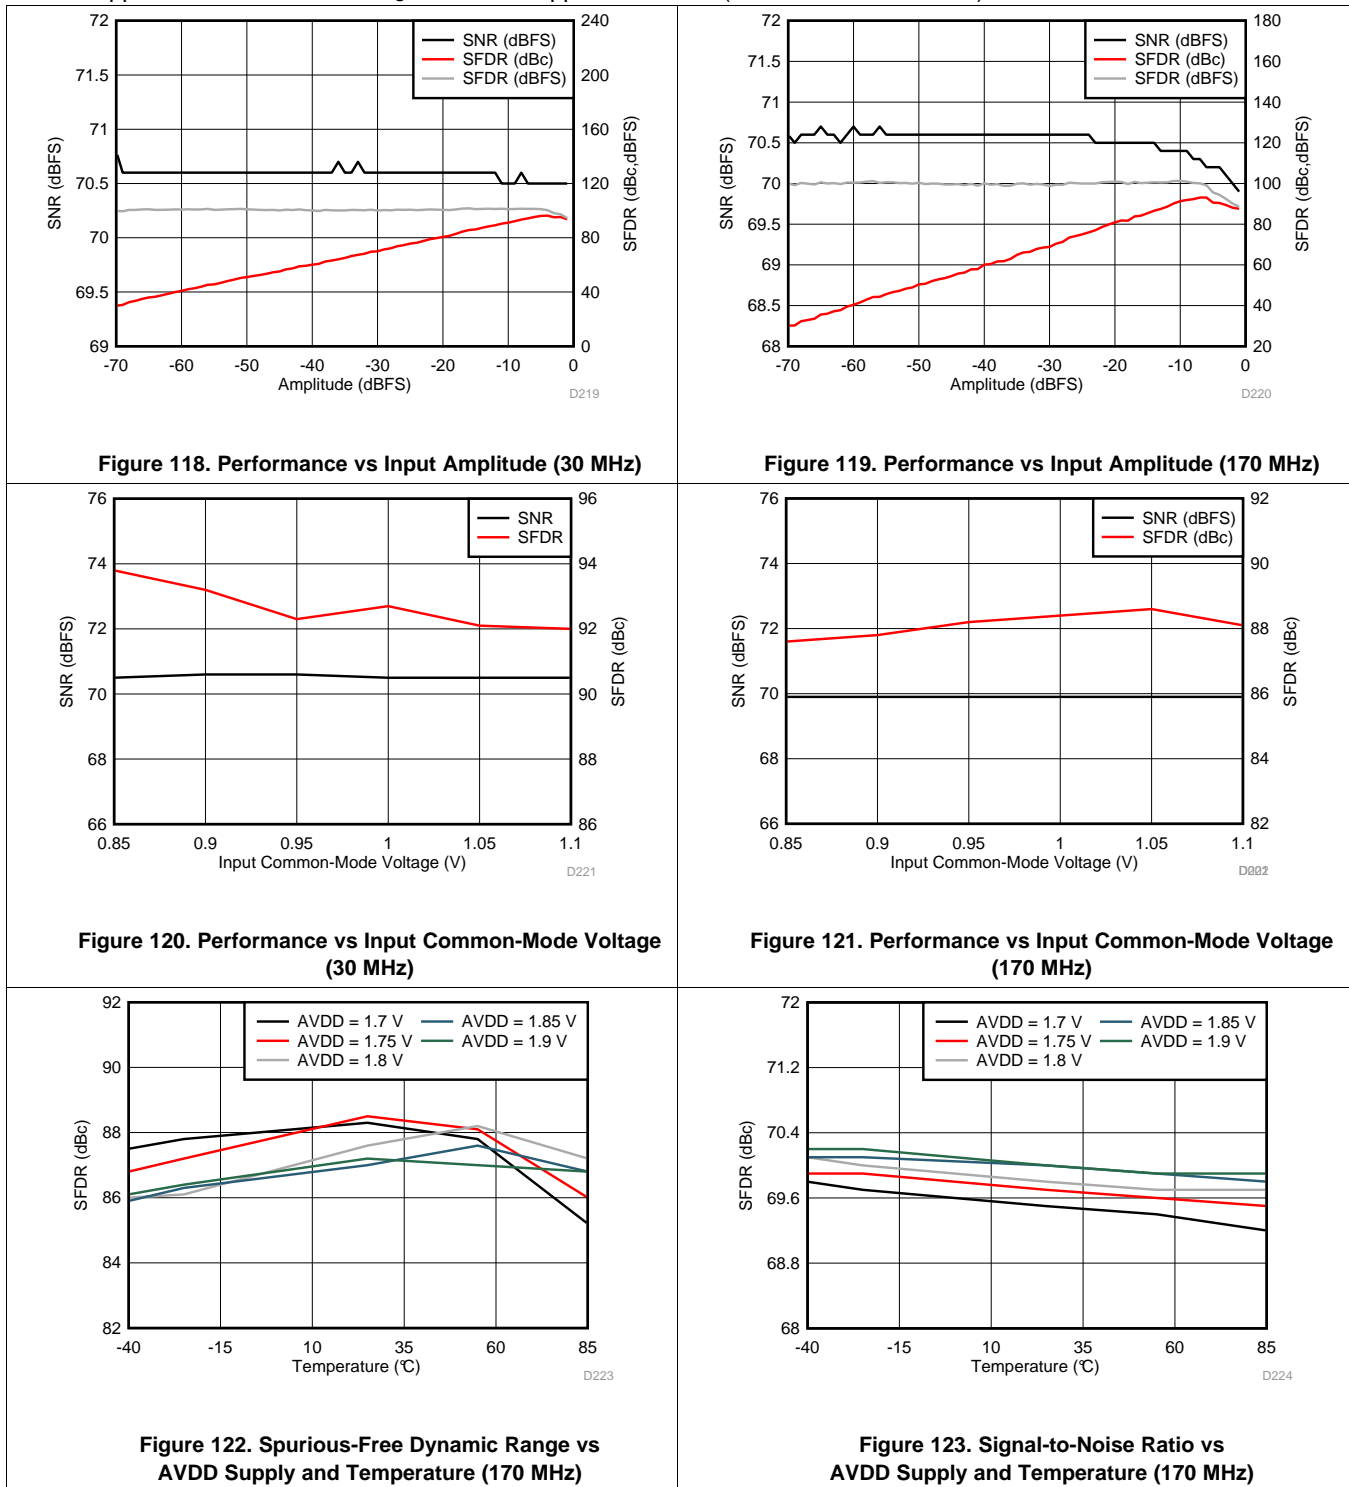 72
71.5
71
70.5
70
69.5
69
240
200
160
120
80
40
0
SNR (dBFS)
SFDR (dBc,dBFS)
SNR (dBFS)
SFDR (dBc)
SFDR (dBFS)
-70 -60 -50 -40 -30 -20 -10 0
Amplitude (dBFS)
D219
Figure 118. Performance vs Input Amplitude (30 MHz)
72
71.5
71
70.5
70
69.5
69
68.5
68
180
160
140
120
100
80
60
40
20
SNR (dBFS)
SFDR (dBc,dBFS)
SNR (dBFS)
SFDR (dBc)
SFDR (dBFS)
-70 -60 -50 -40 -30 -20 -10 0
Amplitude (dBFS)
D220
Figure 119. Performance vs Input Amplitude (170 MHz)
76
74
72
70
68
66
96
94
92
90
88
86
SNR (dBFS)
SFDR (dBc)
SNR
SFDR
0.85 0.9 0.95 1 1.05 1.1
Input Common-Mode Voltage (V)
D221
Figure 120. Performance vs Input Common-Mode Voltage
(30 MHz)
76
74
72
70
68
66
92
90
88
86
84
82
SNR (dBFS)
SFDR (dBc)
SNR (dBFS)
SFDR (dBc)
0.85 0.9 0.95 1 1.05 1.1
Input Common-Mode Voltage (V)
Figure 121. Performance vs Input Common-Mode Voltage
(170 MHz)
92
90
88
86
84
82
SFDR (dBc)
AVDD = 1.7 V
AVDD = 1.75 V
AVDD = 1.8 V
AVDD = 1.85 V
AVDD = 1.9 V
-40 -15 10 35 60 85
Temperature (°C)
D223
Figure 122. Spurious-Free Dynamic Range vs
AVDD Supply and Temperature (170 MHz)
72
71.2
70.4
69.6
68.8
68
SFDR (dBc)
AVDD = 1.7 V
AVDD = 1.75 V
AVDD = 1.8 V
AVDD = 1.85 V
AVDD = 1.9 V
-40 -15 10 35 60 85
Temperature (°C)
D224
Figure 123. Signal-to-Noise Ratio vs
AVDD Supply and Temperature (170 MHz)